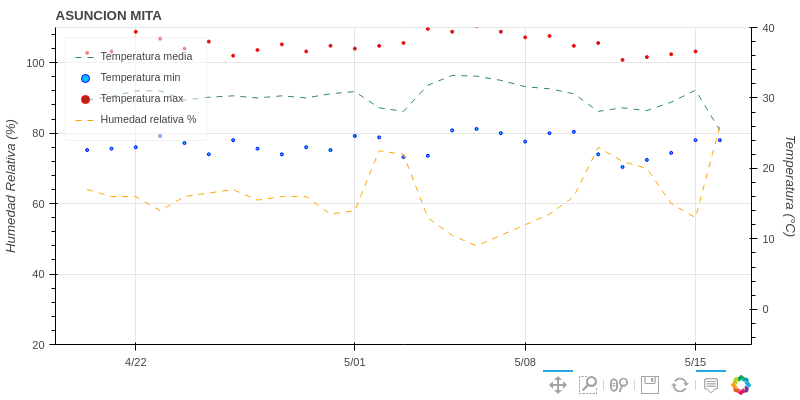 ASUNCION MITA
Temperatura media
Temperatura min
Temperatura max
Humedad relativa %
Humedad Relativa (%)
100
80
60
40
20
40
30
20
10
0
Temperatura (°C)
4/22
5/01
5/08
5/15